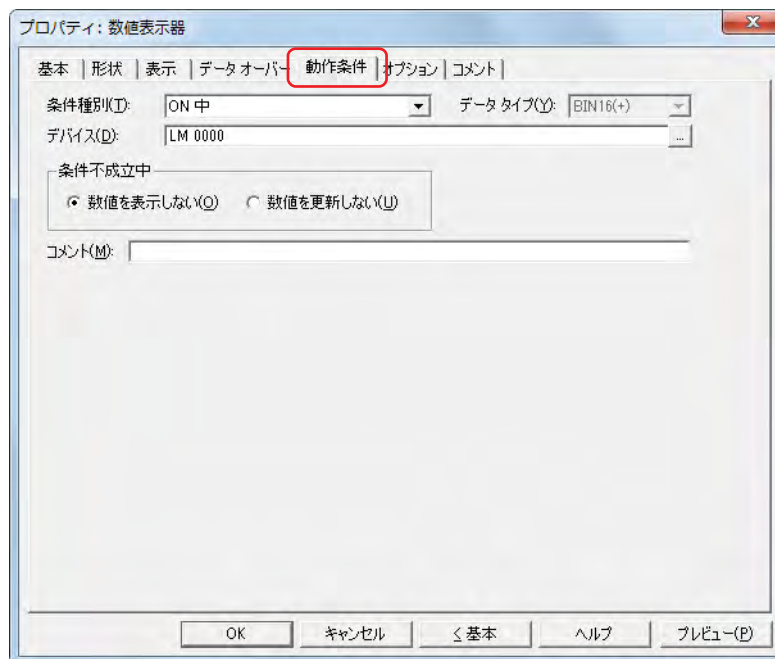 プロパティ: 数値表示器
基本 形状 表示 データ オーバー 動作条件 オプション コメント
条件種別(T): ON 中 データ タイプ(Y): BIN16(+)
デバイス(D): LM 0000 ...
条件不成立中
数値を表示しない(O) 数値を更新しない(U)
コメント(M):
OK キャンセル < 基本 ヘルプ プレビュー(P)